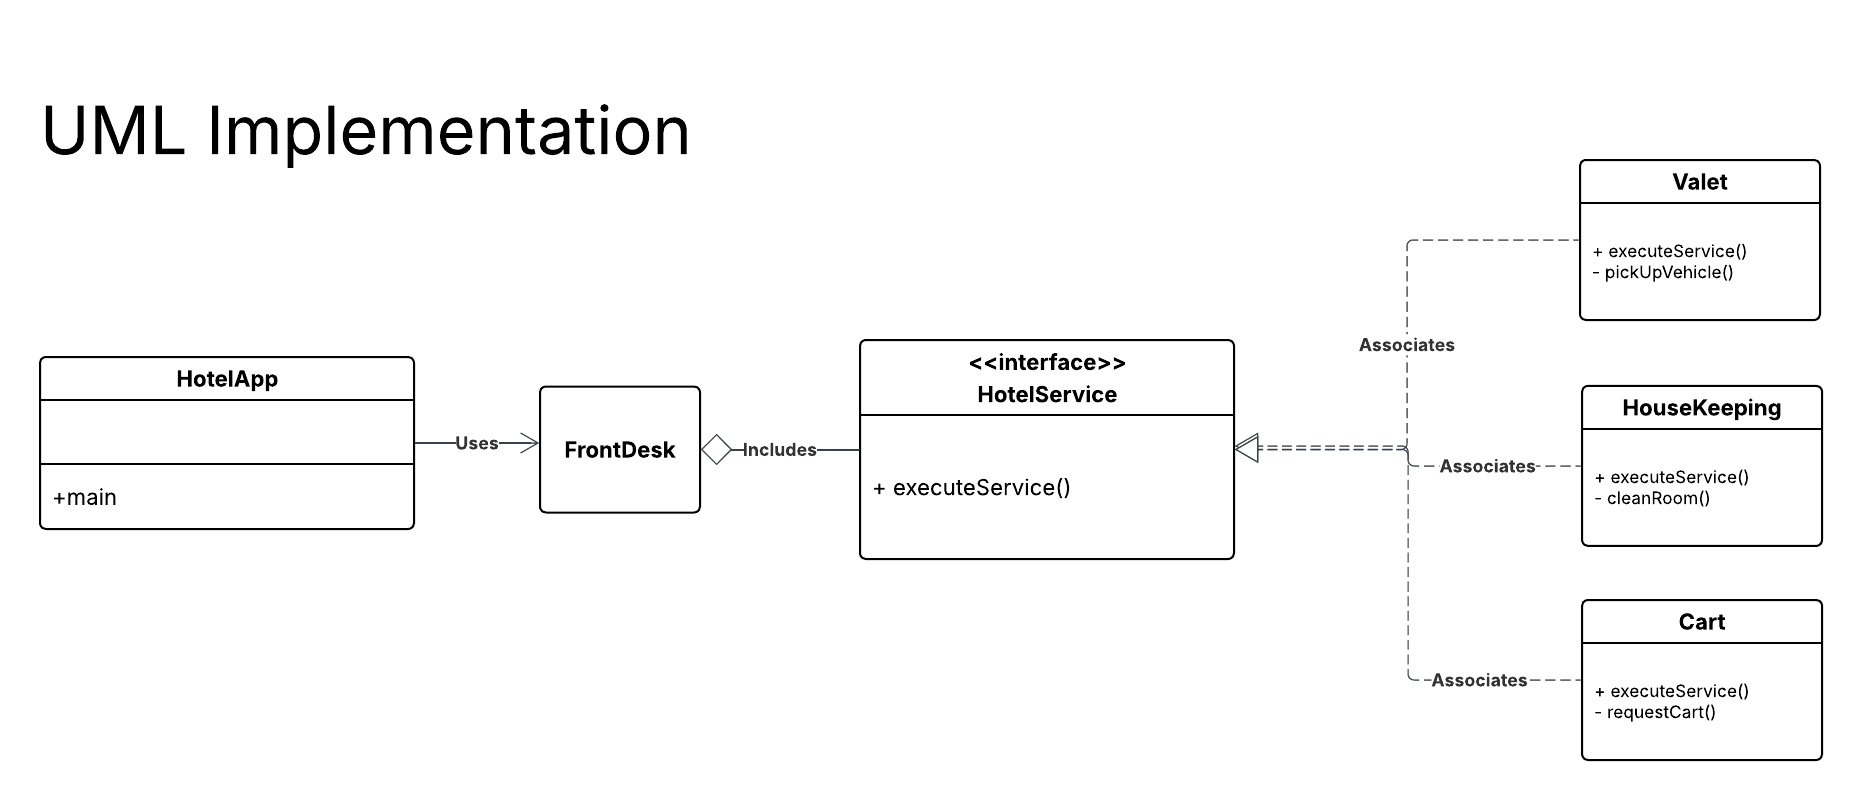 UML Implementation
HotelApp
+main
Uses
FrontDesk
Includes
<<interface>>
HotelService
+ executeService()
Associates
Valet
+ executeService()
- pickUpVehicle()
Associates
HouseKeeping
+ executeService()
- cleanRoom()
Associates
Cart
+ executeService()
- requestCart()